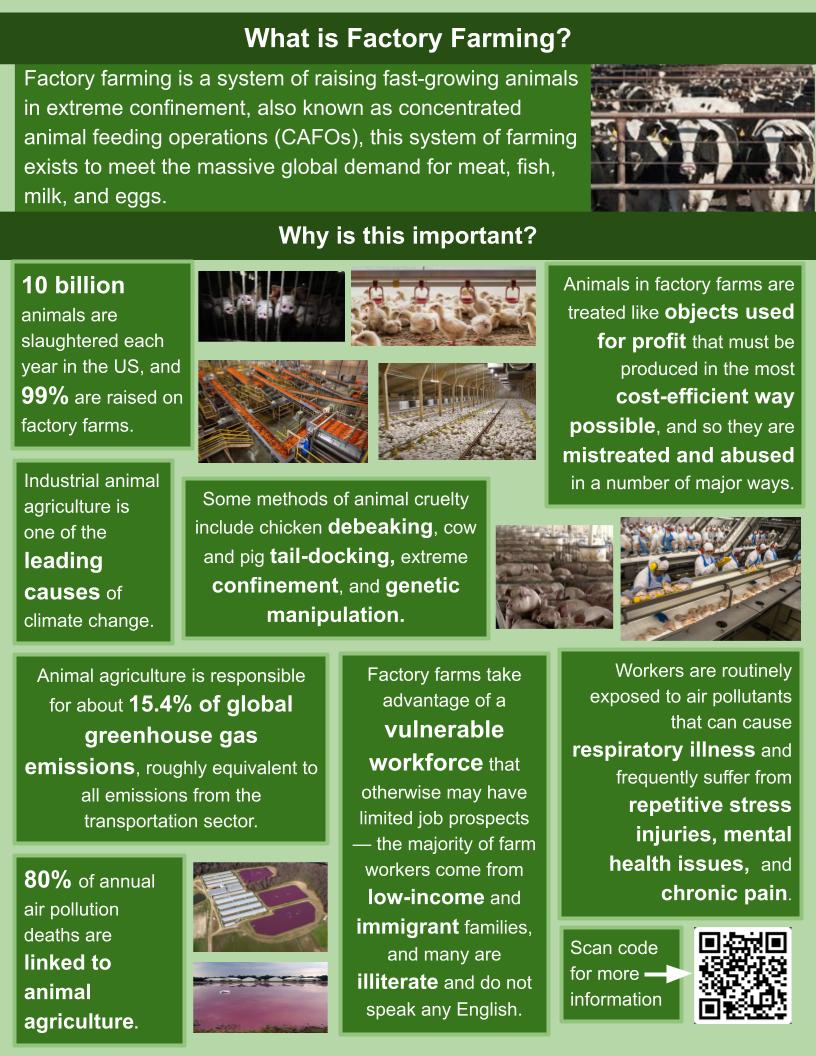 What is Factory Farming?
Factory farming is a system of raising fast-growing animals
in extreme confinement, also known as concentrated
animal feeding operations (CAFOs), this system of farming
exists to meet the massive global demand for meat, fish,
milk, and eggs.
Why is this important?
10 billion
animals are
slaughtered each
year in the US, and
99% are raised on
factory farms.
Animals in factory farms are
treated like objects used
for profit that must be
produced in the most
cost-efficient way
possible, and so they are
mistreated and abused
in a number of major ways.
Industrial animal
agriculture is
one of the
leading
causes of
climate change.
Some methods of animal cruelty
include chicken debeaking, cow
and pig tail-docking, extreme
confinement, and genetic
manipulation.
Animal agriculture is responsible
for about 15.4% of global
greenhouse gas
emissions, roughly equivalent to
all emissions from the
transportation sector.
Factory farms take
advantage of a
vulnerable
workforce that
otherwise may have
limited job prospects
— the majority of farm
workers come from
low-income and
immigrant families,
and many are
illiterate and do not
speak any English.
Workers are routinely
exposed to air pollutants
that can cause
respiratory illness and
frequently suffer from
repetitive stress
injuries, mental
health issues, and
chronic pain.
80% of annual
air pollution
deaths are
linked to
animal
agriculture.
Scan code
for more
information